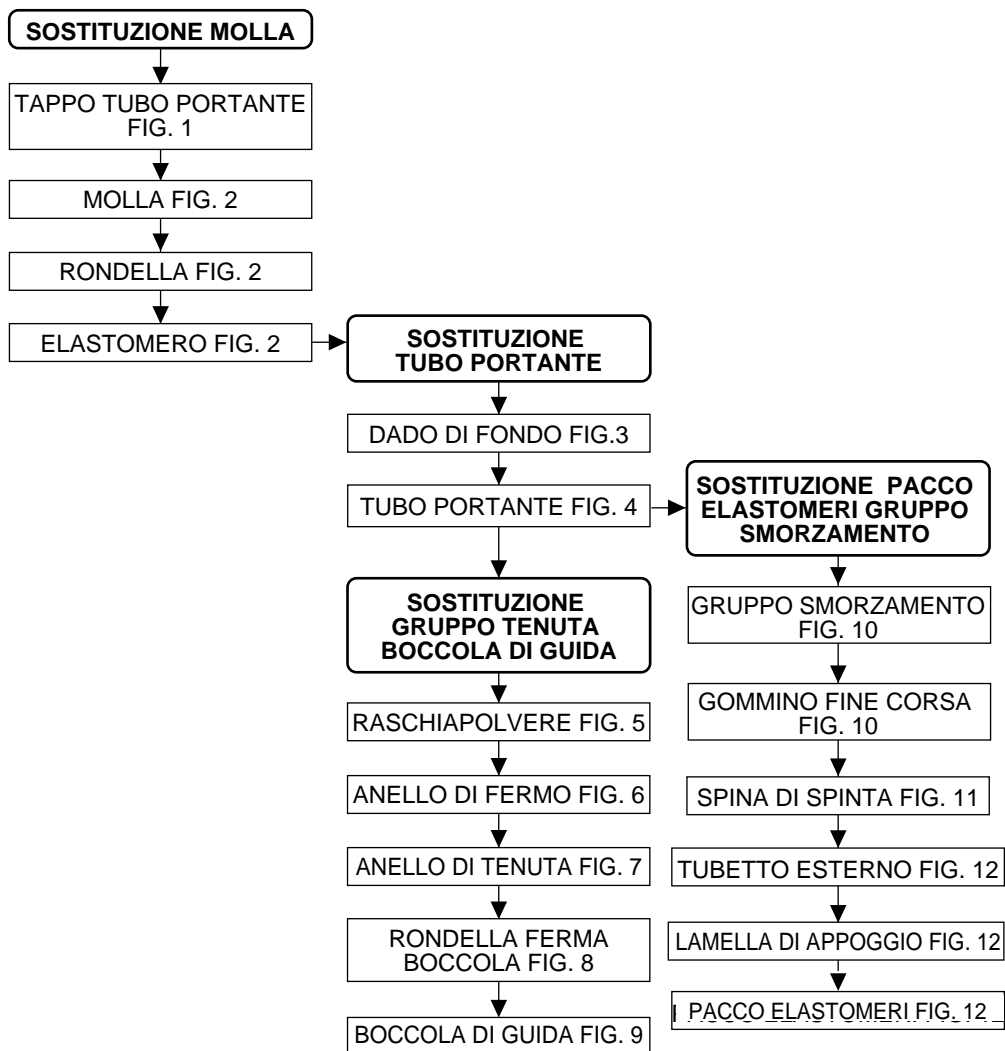 SOSTITUZIONE MOLLA
TAPPO TUBO PORTANTE
FIG. 1
MOLLA FIG. 2
RONDELLA FIG. 2
ELASTOMERO FIG. 2
SOSTITUZIONE
TUBO PORTANTE
DADO DI FONDO FIG.3
TUBO PORTANTE FIG. 4
SOSTITUZIONE
GRUPPO TENUTA
BOCCOLA DI GUIDA
RASCHIAPOLVERE FIG. 5
ANELLO DI FERMO FIG. 6
ANELLO DI TENUTA FIG. 7
RONDELLA FERMA
BOCCOLA FIG. 8
BOCCOLA DI GUIDA FIG. 9
SOSTITUZIONE PACCO
ELASTOMERI GRUPPO
SMORZAMENTO
GRUPPO SMORZAMENTO
FIG. 10
GOMMINO FINE CORSA
FIG. 10
SPINA DI SPINTA FIG. 11
TUBETTO ESTERNO FIG. 12
LAMELLA DI APPOGGIO FIG. 12
PACCO ELASTOMERI FIG. 12